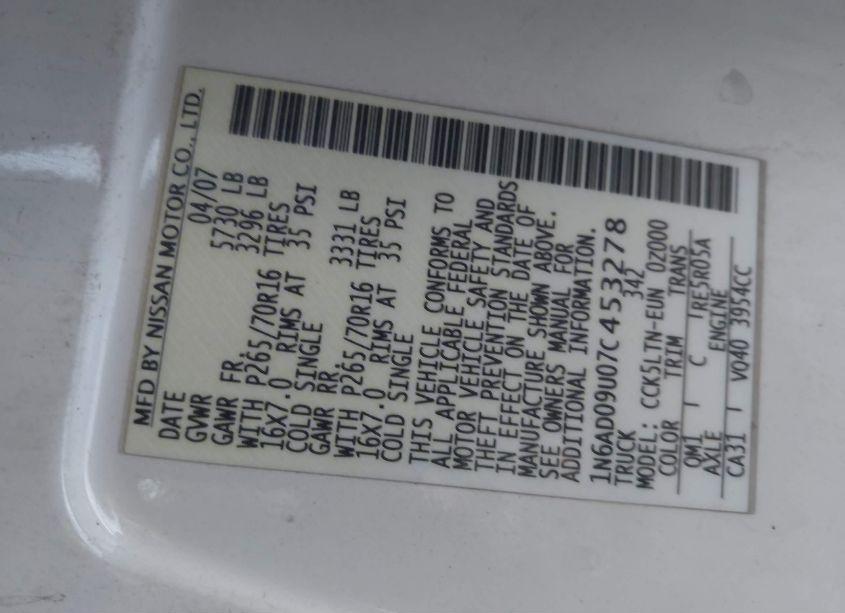 MFD BY NISSAN MOTOR CO., LTD.
DATE 04/07
GVWR 5730 LB
GAWR FR. 3296 LB
WITH P265/70R16 TIRES
16X7.0 RIMS AT 35 PSI
COLD SINGLE
GAWR RR 3331 LB
WITH P265/70R16 TIRES
16X7.0 RIMS AT 35 PSI
COLD SINGLE
THIS VEHICLE CONFORMS TO
ALL APPLICABLE FEDERAL
MOTOR VEHICLE SAFETY AND
THEFT PREVENTION STANDARDS
IN EFFECT ON THE DATE OF
MANUFACTURE SHOWN ABOVE.
SEE OWNERS MANUAL FOR
ADDITIONAL INFORMATION.
1N6AD09U07C453278
TRUCK 342
MODEL: CCK5LTN-EUN 0Z000
COLOR TRIM TRANS
QM1 C RE5R05A
AXLE ENGINE
CA31 VQ40 3954CC